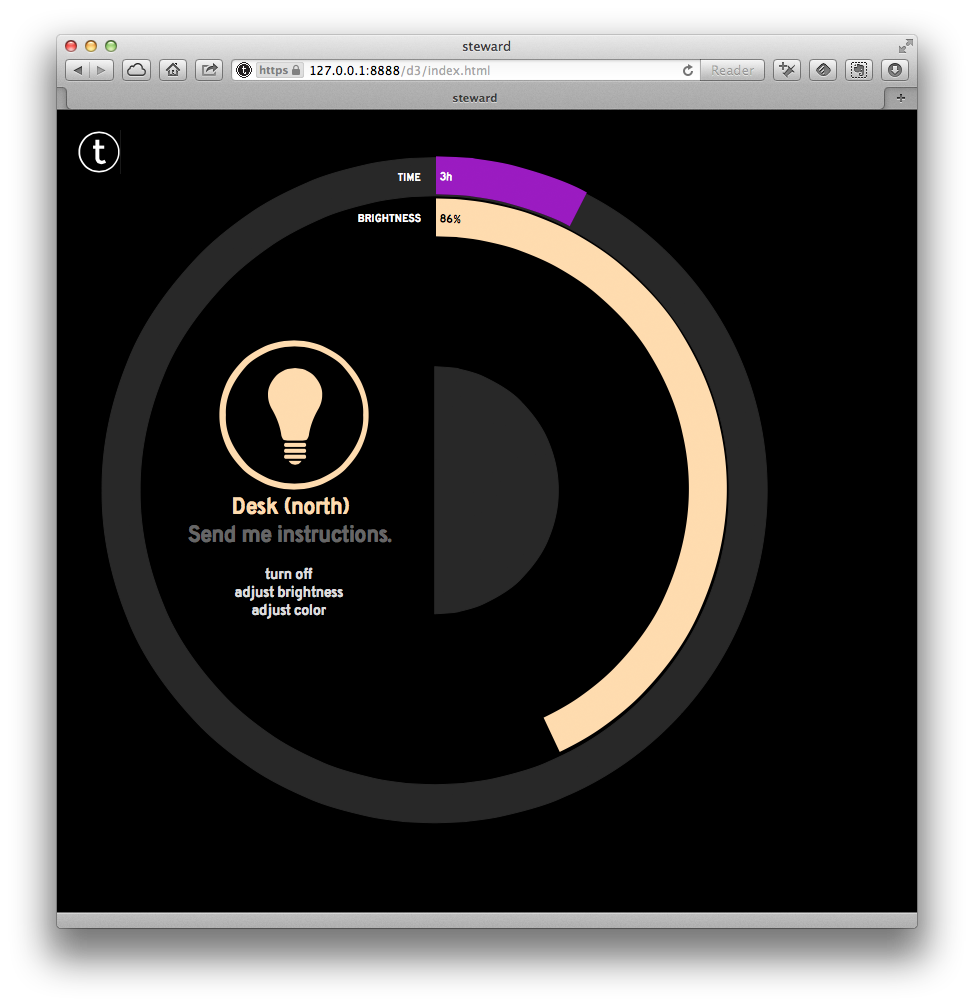 steward
https 127.0.0.1:8888/d3/index.html
Reader
steward
t
TIME 3h
BRIGHTNESS 86%
Desk (north)
Send me instructions.
turn off
adjust brightness
adjust color